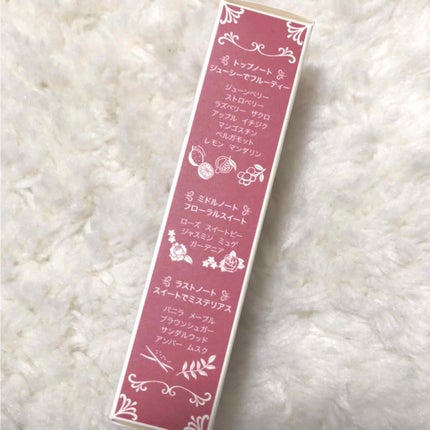 トップノート
ジューシーでフルーティー
ジューンベリー
ストロベリー
ラズベリー ザクロ
アップル イチジク
マンゴスチン
ベルガモット
レモン マンダリン
ミドルノート
フローラルスイート
ローズ スイートピー
ジャスミン ミュゲ
ガーデニア
ラストノート
スイートでミステリアス
バニラ メープル
ブラウンシュガー
サンダルウッド
アンバー ムスク